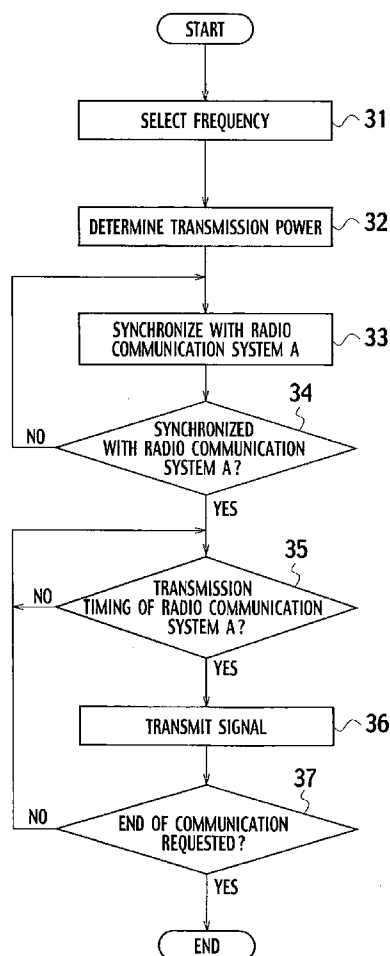 START
SELECT FREQUENCY
31
DETERMINE TRANSMISSION POWER
32
SYNCHRONIZE WITH RADIO
COMMUNICATION SYSTEM A
33
34
SYNCHRONIZED
WITH RADIO COMMUNICATION
SYSTEM A?
NO
YES
35
TRANSMISSION
TIMING OF RADIO COMMUNICATION
SYSTEM A?
NO
YES
TRANSMIT SIGNAL
36
37
END OF COMMUNICATION
REQUESTED?
NO
YES
END